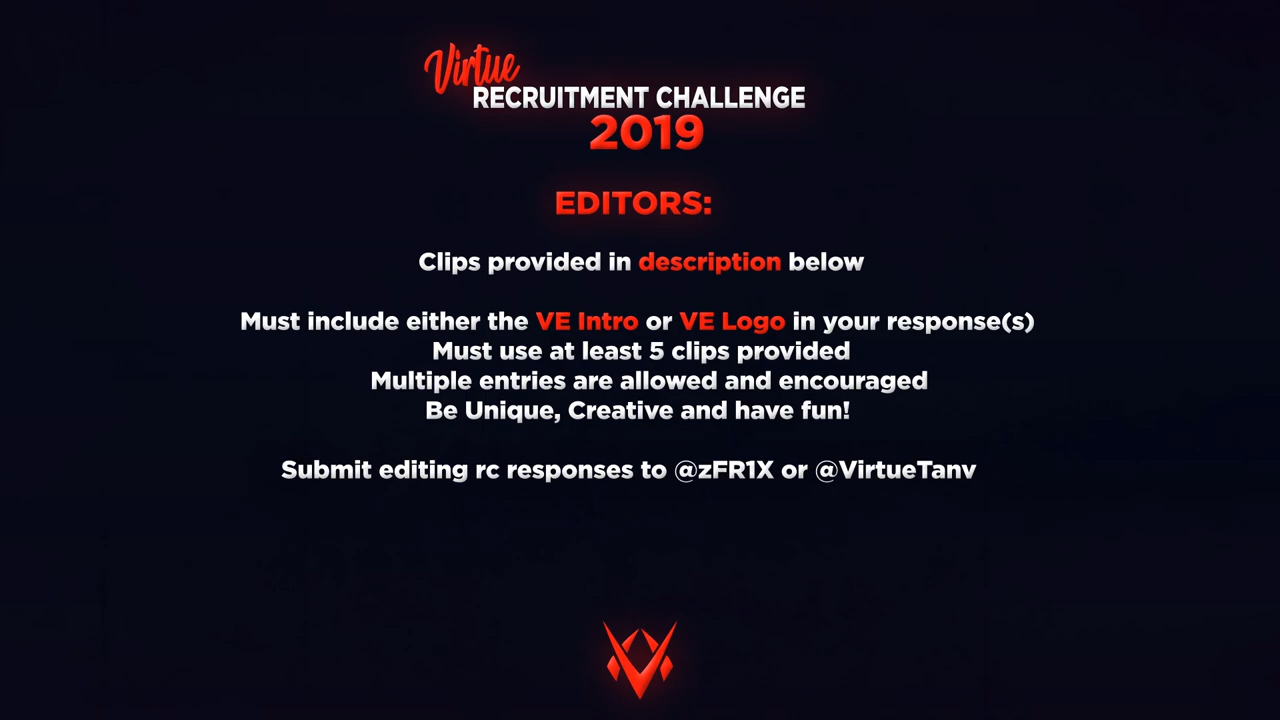 Virtue
RECRUITMENT CHALLENGE
2019
EDITORS:
Clips provided in description below
Must include either the VE Intro or VE Logo in your response(s)
Must use at least 5 clips provided
Multiple entries are allowed and encouraged
Be Unique, Creative and have fun!
Submit editing rc responses to @zFR1X or @VirtueTanv